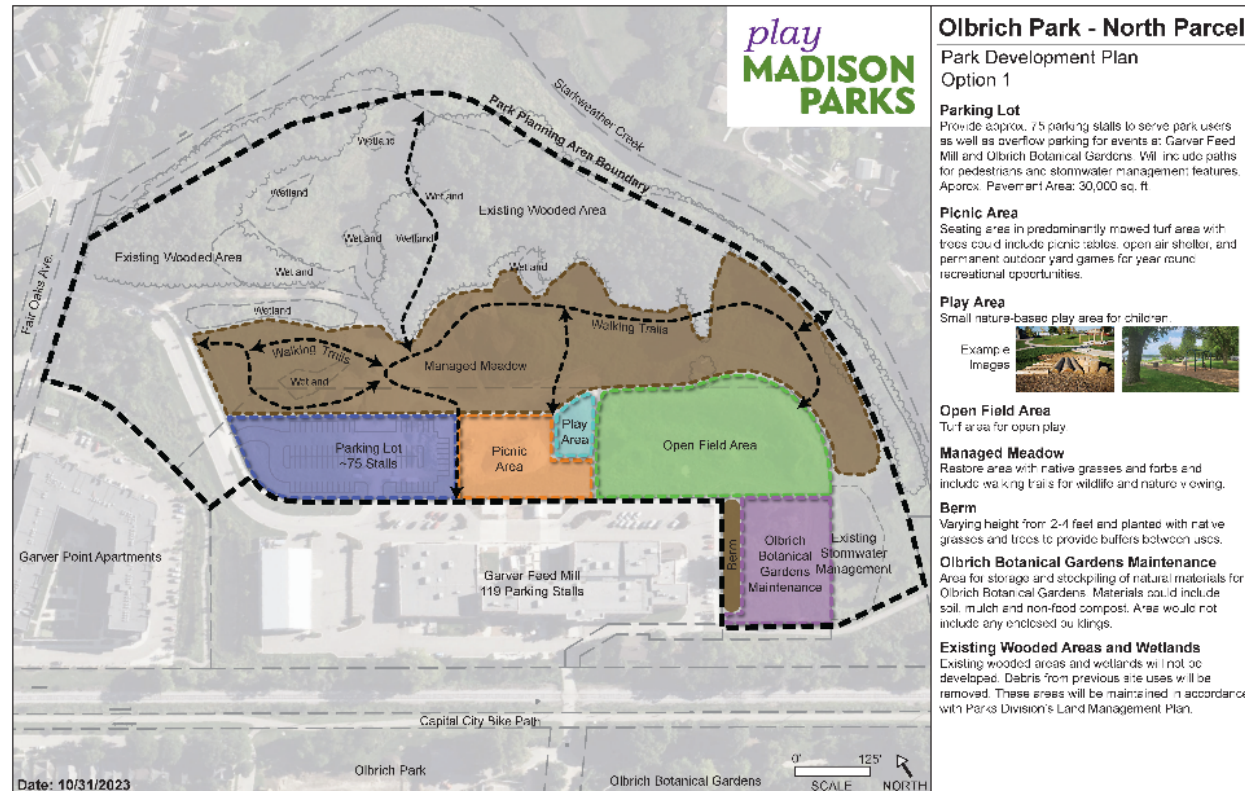 play
MADISON
PARKS
Olbrich Park - North Parcel
Park Development Plan
Option 1
Parking Lot
Provide approx. 75 parking stalls to serve park users
as well as overflow parking for events at Garver Feed
Mill and Olbrich Botanical Gardens. Will include paths
for pedestrians and stormwater management features.
Approx. Pavement Area: 30,000 sq. ft
Picnic Area
Seating area in predominantly mowed turf area with
trees could include picnic tables, open air shelter, and
permanent outdoor yard games for year round
recreational opportunities.
Play Area
Small nature-based play area for children.
Example
Images
Open Field Area
Turf area for open play.
Managed Meadow
Restore area with native grasses and forbs and
include walking trails for wildlife and nature viewing.
Berm
Varying height from 2-4 feet and planted with native
grasses and trees to provide buffers between uses.
Olbrich Botanical Gardens Maintenance
Area for storage and stockpiling of natural materials for
Olbrich Botanical Gardens. Materials could include
soil, mulch and non-food compost. Area would not
include any enclosed buildings.
Existing Wooded Areas and Wetlands
Existing wooded areas and wetlands will not be
developed. Debris from previous site uses will be
removed. These areas will be maintained in accordance
with Parks Division's Land Management Plan.
Starkweather Creek
Park Planning Area Boundary
Wetland
Wetland
Wetland
Existing Wooded Area
Wetland
Wetland
Existing Wooded Area
Wetland
Wetland
Fair Oaks Ave.
Wetland
Walking Trails
Walking Trails
Managed Meadow
Wetland
Parking Lot
~75 Stalls
Picnic
Area
Play
Area
Open Field Area
Garver Point Apartments
Garver Feed Mill
119 Parking Stalls
Berm
Olbrich
Botanical
Gardens
Maintenance
Existing
Stormwater
Management
Capital City Bike Path
Olbrich Park
Olbrich Botanical Gardens
0' 125'
SCALE
NORTH
Date: 10/31/2023